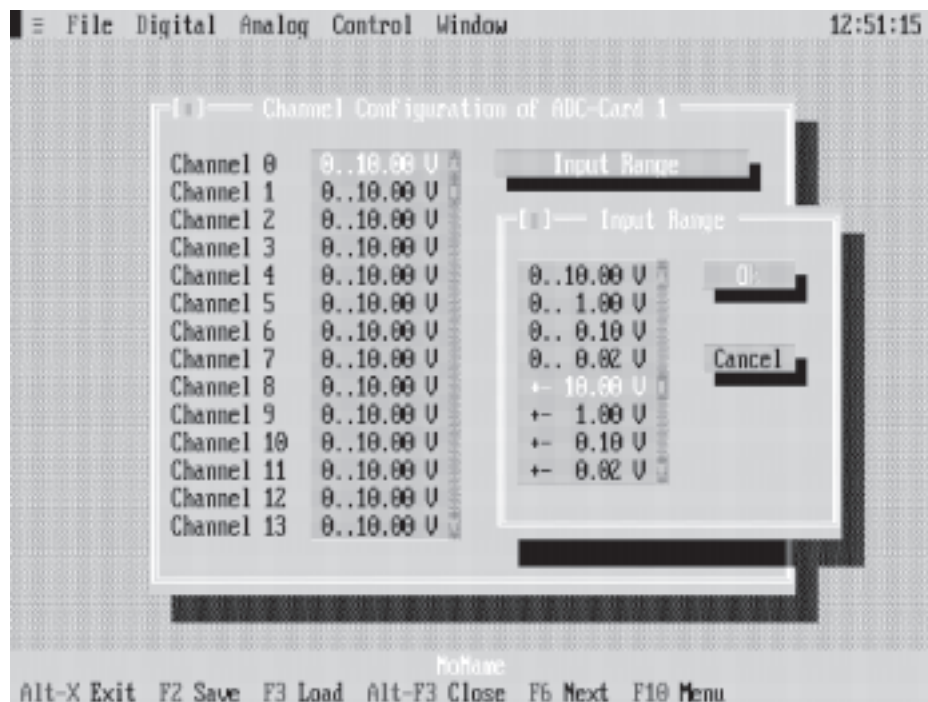 ≡ File Digital Analog Control Window 12:51:15
Channel Configuration of ADC-Card 1
Channel 0 0..10.00 V
Channel 1 0..10.00 V
Channel 2 0..10.00 V
Channel 3 0..10.00 V
Channel 4 0..10.00 V
Channel 5 0..10.00 V
Channel 6 0..10.00 V
Channel 7 0..10.00 V
Channel 8 0..10.00 V
Channel 9 0..10.00 V
Channel 10 0..10.00 V
Channel 11 0..10.00 V
Channel 12 0..10.00 V
Channel 13 0..10.00 V
Input Range
Input Range
0..10.00 V
0.. 1.00 V
0.. 0.10 V
0.. 0.02 V
+- 10.00 V
+- 1.00 V
+- 0.10 V
+- 0.02 V
Ok
Cancel
NoName
Alt-X Exit F2 Save F3 Load Alt-F3 Close F6 Next F10 Menu